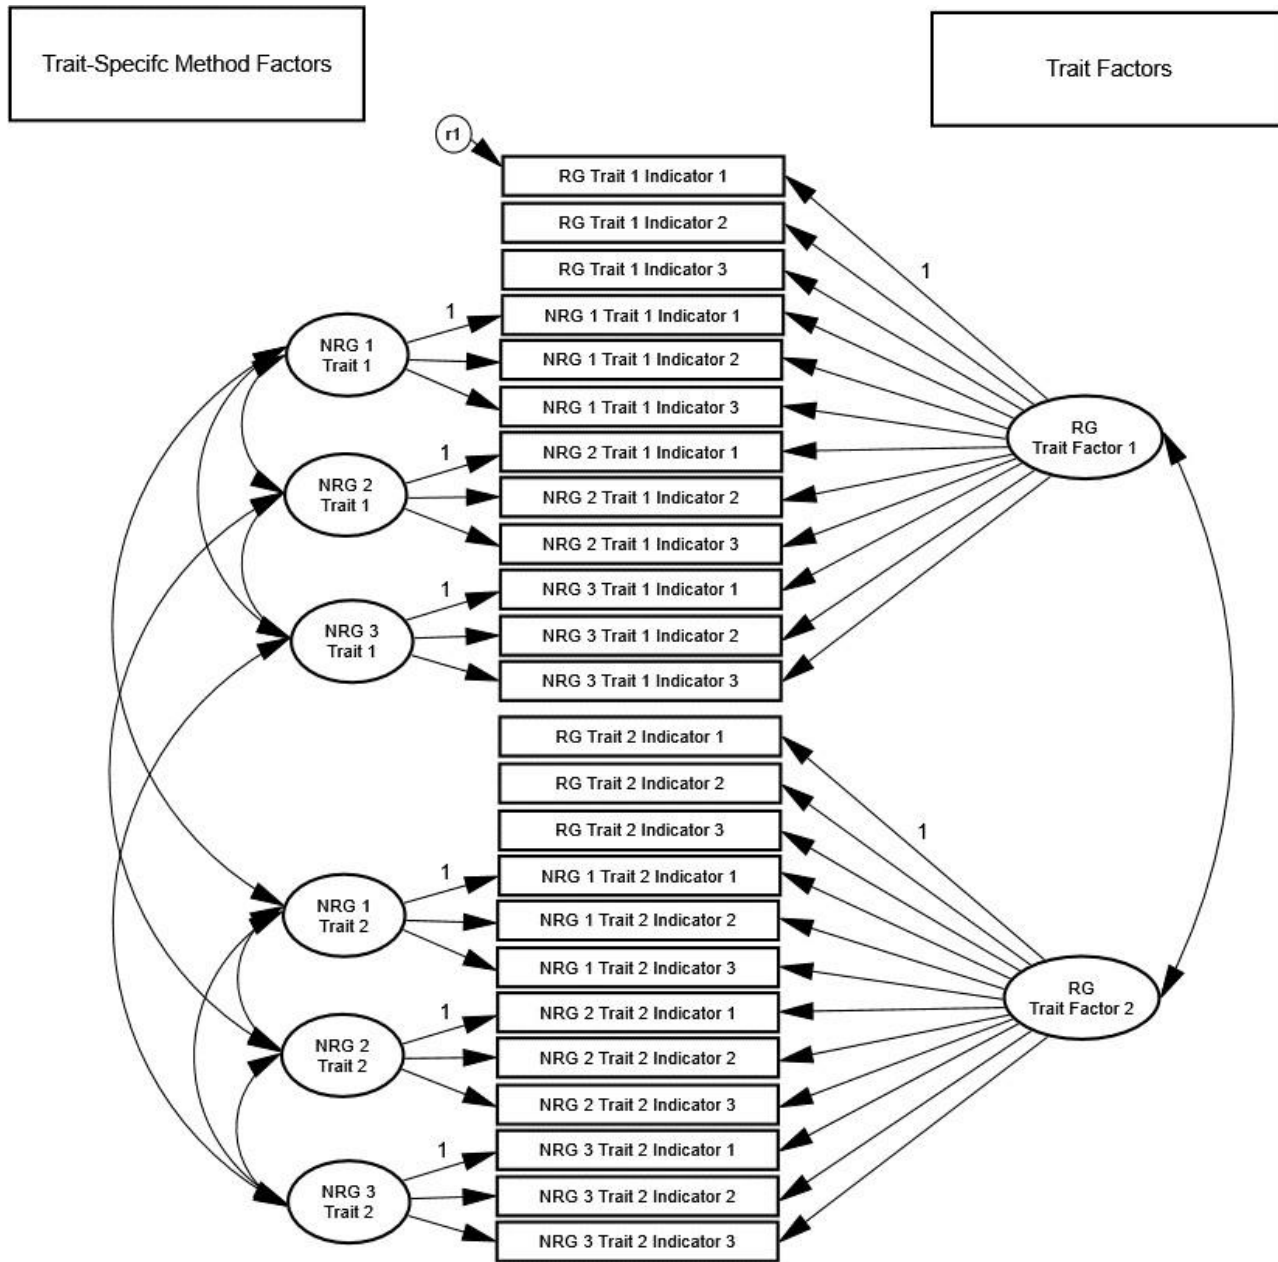 Trait-Specifc Method Factors
Trait Factors
r1
RG Trait 1 Indicator 1
RG Trait 1 Indicator 2
1
RG Trait 1 Indicator 3
1
NRG 1 Trait 1 Indicator 1
NRG 1
Trait 1
NRG 1 Trait 1 Indicator 2
NRG 1 Trait 1 Indicator 3
RG
Trait Factor 1
1
NRG 2 Trait 1 Indicator 1
NRG 2
Trait 1
NRG 2 Trait 1 Indicator 2
NRG 2 Trait 1 Indicator 3
1
NRG 3 Trait 1 Indicator 1
NRG 3
Trait 1
NRG 3 Trait 1 Indicator 2
NRG 3 Trait 1 Indicator 3
RG Trait 2 Indicator 1
RG Trait 2 Indicator 2
RG Trait 2 Indicator 3
1
1
NRG 1 Trait 2 Indicator 1
NRG 1
Trait 2
NRG 1 Trait 2 Indicator 2
NRG 1 Trait 2 Indicator 3
RG
Trait Factor 2
1
NRG 2 Trait 2 Indicator 1
NRG 2
Trait 2
NRG 2 Trait 2 Indicator 2
NRG 2 Trait 2 Indicator 3
1
NRG 3 Trait 2 Indicator 1
NRG 3
Trait 2
NRG 3 Trait 2 Indicator 2
NRG 3 Trait 2 Indicator 3